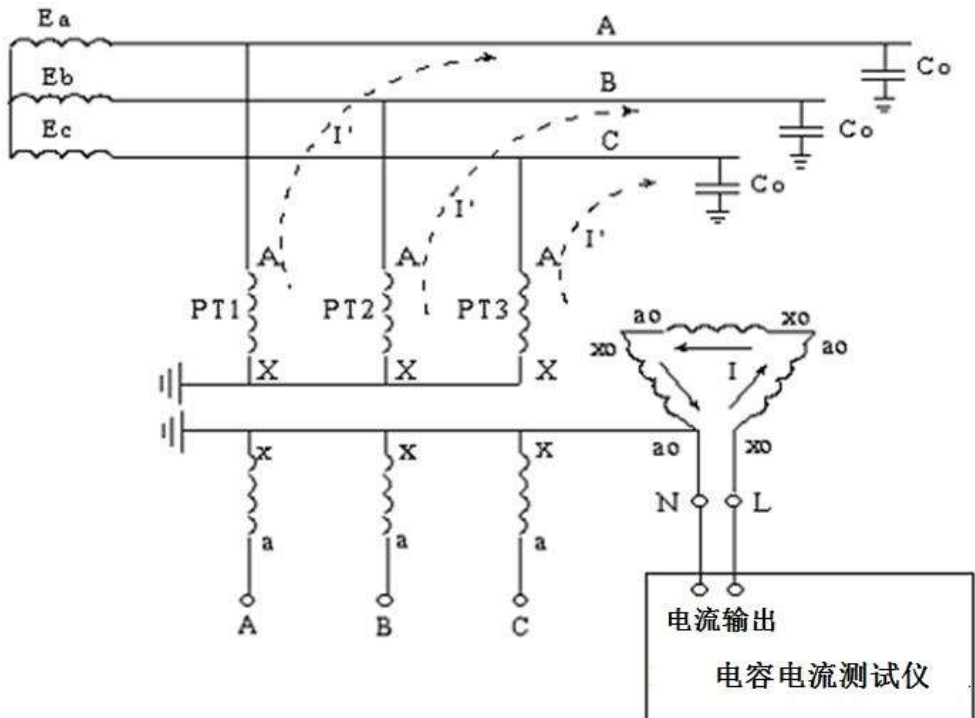 Ea
A
Co
Eb
B
Co
Ec
C
Co
I'
I'
I'
A A A
PT1 PT2 PT3
X X X
ao xo
xo ao
I
ao xo
x x x
a a a
N L
A B C
电流输出
电容电流测试仪